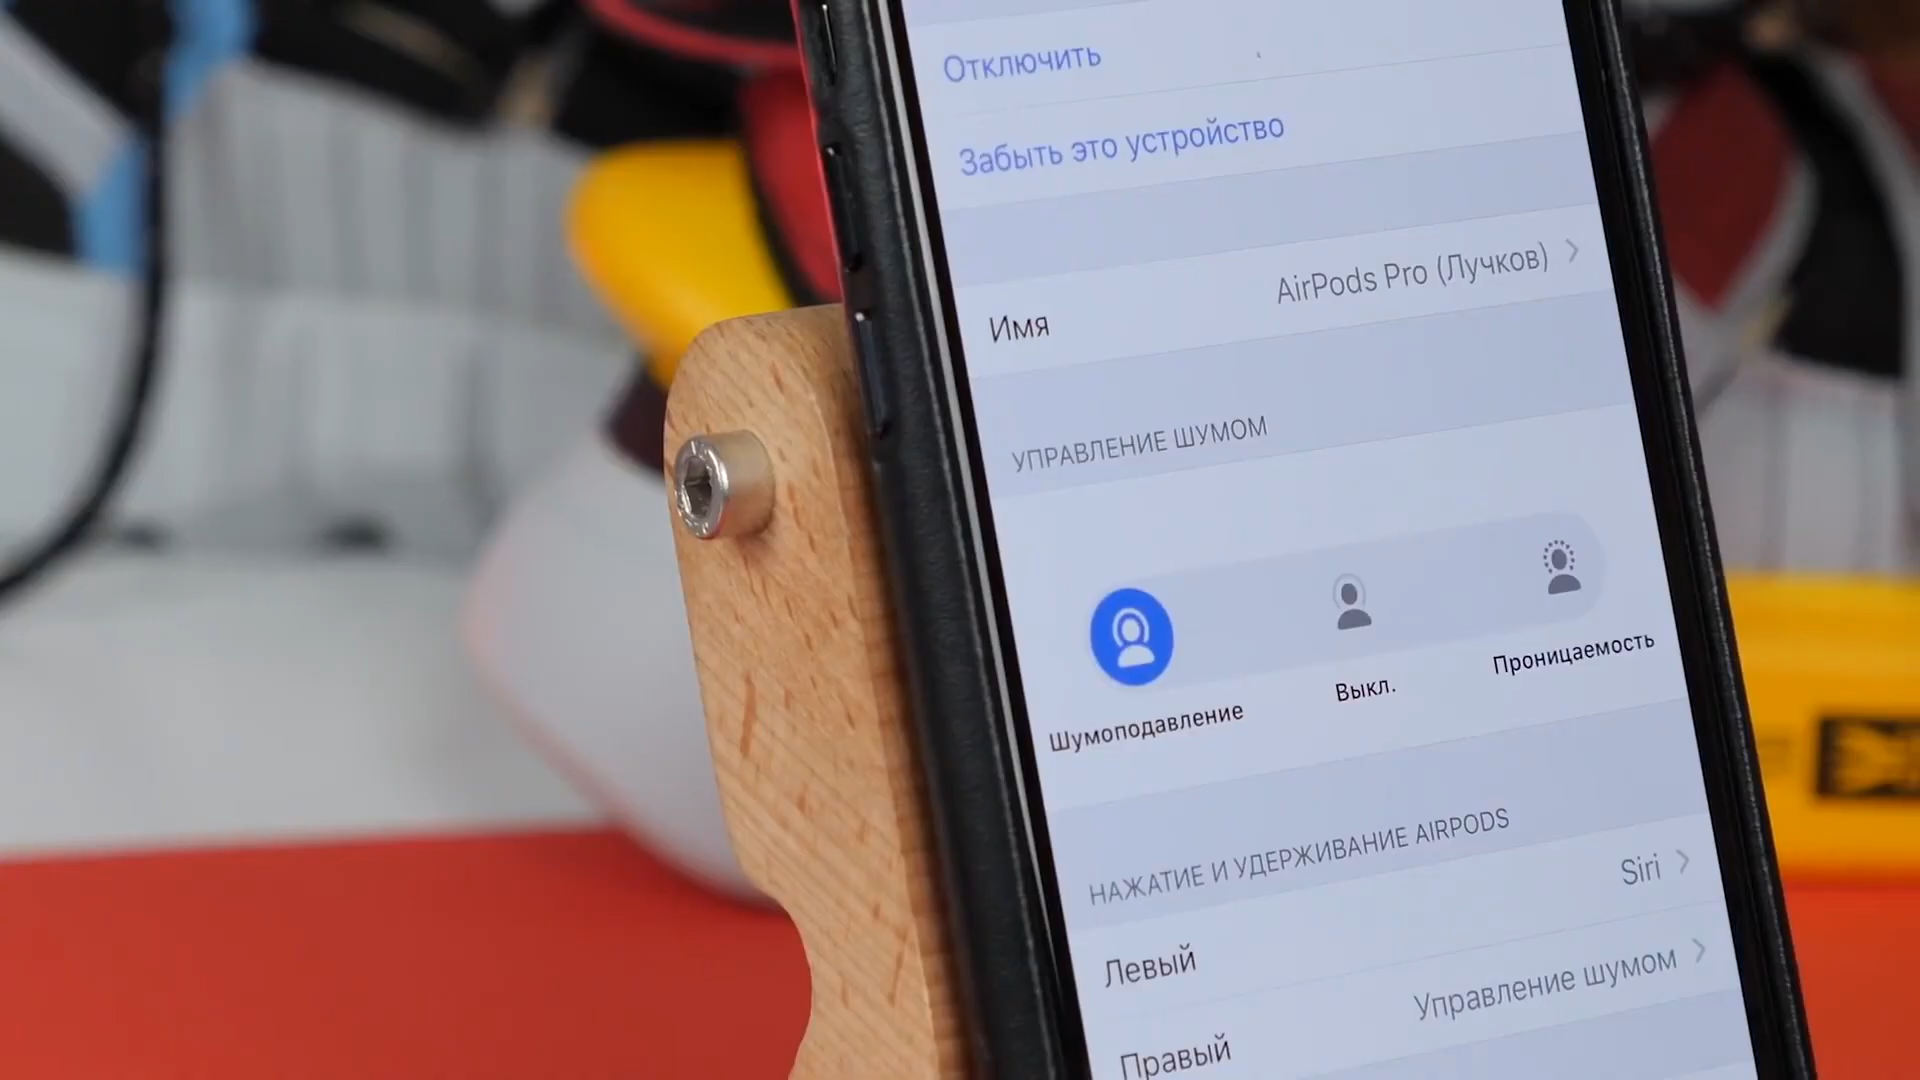 Отключить
Забыть это устройство
Имя AirPods Pro (Лучков)
УПРАВЛЕНИЕ ШУМОМ
Шумоподавление Выкл. Проницаемость
НАЖАТИЕ И УДЕРЖИВАНИЕ AIRPODS
Левый Siri
Правый Управление шумом